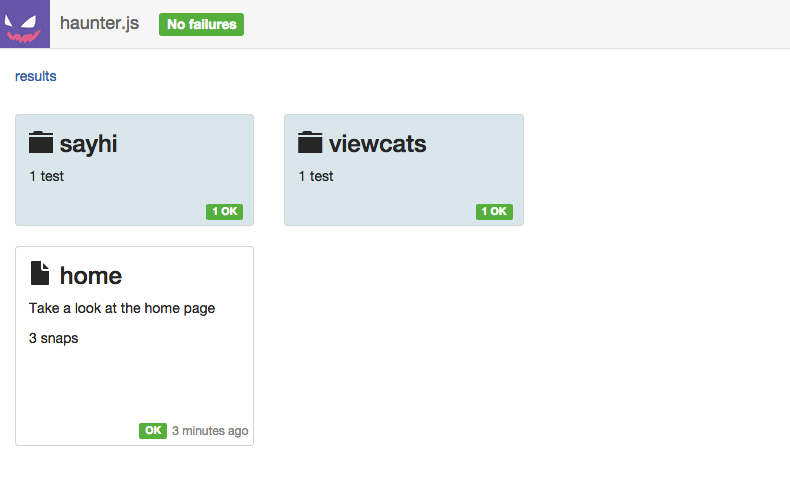 haunter.js No failures
results
sayhi
1 test
1 OK
viewcats
1 test
1 OK
home
Take a look at the home page
3 snaps
OK 3 minutes ago